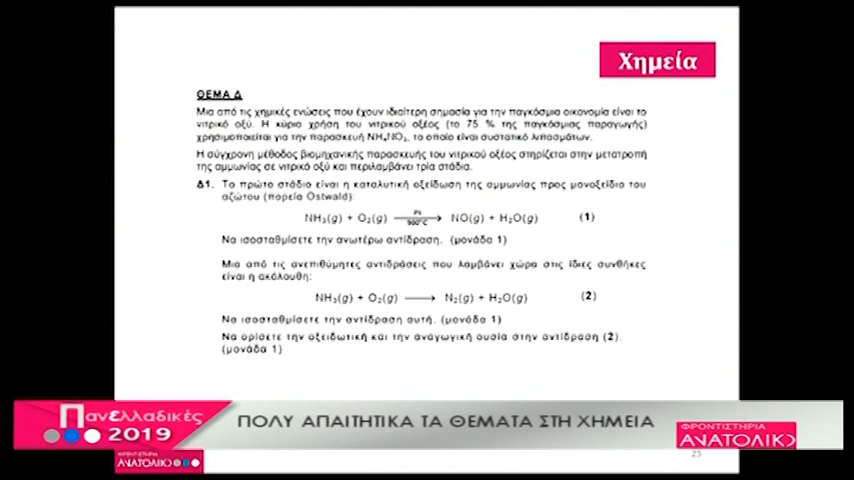 Χημεία
ΘΕΜΑ Δ
Μια από τις χημικές ενώσεις που έχουν ιδιαίτερη σημασία για την παγκόσμια οικονομία είναι το
νιτρικό οξύ. Η κύρια χρήση του νιτρικού οξέος (το 75 % της παγκόσμιας παραγωγής)
χρησιμοποιείται για την παρασκευή NH₄NO₃, το οποίο είναι συστατικό λιπασμάτων.
Η σύγχρονη μέθοδος βιομηχανικής παρασκευής του νιτρικού οξέος στηρίζεται στην μετατροπή
της αμμωνίας σε νιτρικό οξύ και περιλαμβάνει τρία στάδια.
Δ1. Το πρώτο στάδιο είναι η καταλυτική οξείδωση της αμμωνίας προς μονοξείδιο του
αζώτου (πορεία Ostwald):
Pt
NH₃(g) + O₂(g) ⟶ NO(g) + H₂O(g) (1)
900°C
Να ισοσταθμίσετε την ανωτέρω αντίδραση. (μονάδα 1)
Μια από τις ανεπιθύμητες αντιδράσεις που λαμβάνει χώρα στις ίδιες συνθήκες
είναι η ακόλουθη:
NH₃(g) + O₂(g) ⟶ N₂(g) + H₂O(g) (2)
Να ισοσταθμίσετε την αντίδραση αυτή. (μονάδα 1)
Να ορίσετε την οξειδωτική και την αναγωγική ουσία στην αντίδραση (2).
(μονάδα 1)
Πανελλαδικές
2019
ΠΟΛΥ ΑΠΑΙΤΗΤΙΚΑ ΤΑ ΘΕΜΑΤΑ ΣΤΗ ΧΗΜΕΙΑ
ΦΡΟΝΤΙΣΤΗΡΙΑ
ΑΝΑΤΟΛΙΚΟ
ΦΡΟΝΤΙΣΤΗΡΙΑ
ΑΝΑΤΟΛΙΚΟ
25